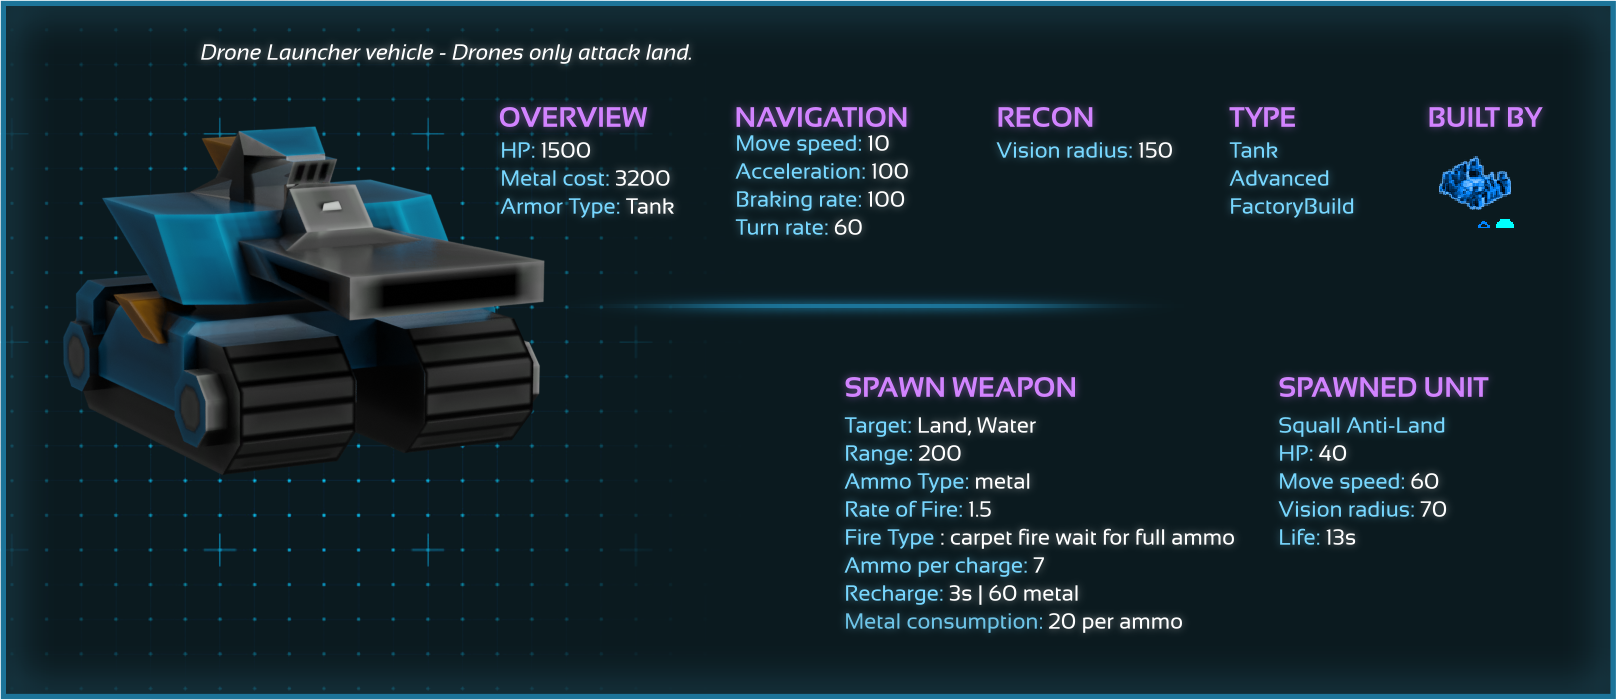 Drone Launcher vehicle - Drones only attack land.
OVERVIEW
HP: 1500
Metal cost: 3200
Armor Type: Tank
NAVIGATION
Move speed: 10
Acceleration: 100
Braking rate: 100
Turn rate: 60
RECON
Vision radius: 150
TYPE
Tank
Advanced
FactoryBuild
BUILT BY
SPAWN WEAPON
Target: Land, Water
Range: 200
Ammo Type: metal
Rate of Fire: 1.5
Fire Type : carpet fire wait for full ammo
Ammo per charge: 7
Recharge: 3s | 60 metal
Metal consumption: 20 per ammo
SPAWNED UNIT
Squall Anti-Land
HP: 40
Move speed: 60
Vision radius: 70
Life: 13s